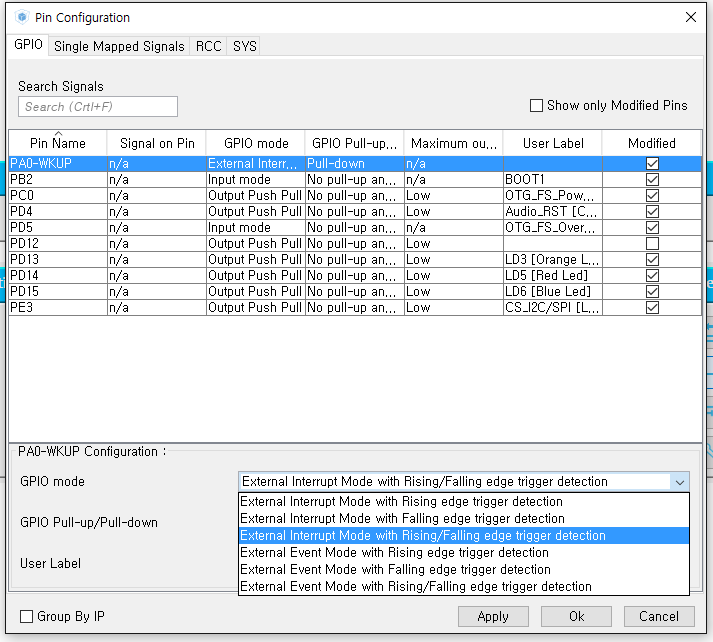 Pin Configuration
GPIO Single Mapped Signals RCC SYS
Search Signals
Search (Crtl+F)
Show only Modified Pins
Pin Name Signal on Pin GPIO mode GPIO Pull-up... Maximum ou... User Label Modified
PA0-WKUP n/a External Interr... Pull-down n/a
PB2 n/a Input mode No pull-up an... n/a BOOT1
PC0 n/a Output Push Pull No pull-up an... Low OTG_FS_Pow...
PD4 n/a Output Push Pull No pull-up an... Low Audio_RST [C...
PD5 n/a Input mode No pull-up an... n/a OTG_FS_Over...
PD12 n/a Output Push Pull No pull-up an... Low
PD13 n/a Output Push Pull No pull-up an... Low LD3 [Orange L...
PD14 n/a Output Push Pull No pull-up an... Low LD5 [Red Led]
PD15 n/a Output Push Pull No pull-up an... Low LD6 [Blue Led]
PE3 n/a Output Push Pull No pull-up an... Low CS_I2C/SPI [L...
PA0-WKUP Configuration :
GPIO mode
External Interrupt Mode with Rising/Falling edge trigger detection
External Interrupt Mode with Rising edge trigger detection
External Interrupt Mode with Falling edge trigger detection
GPIO Pull-up/Pull-down
External Interrupt Mode with Rising/Falling edge trigger detection
External Event Mode with Rising edge trigger detection
User Label
External Event Mode with Falling edge trigger detection
External Event Mode with Rising/Falling edge trigger detection
Group By IP
Apply Ok Cancel